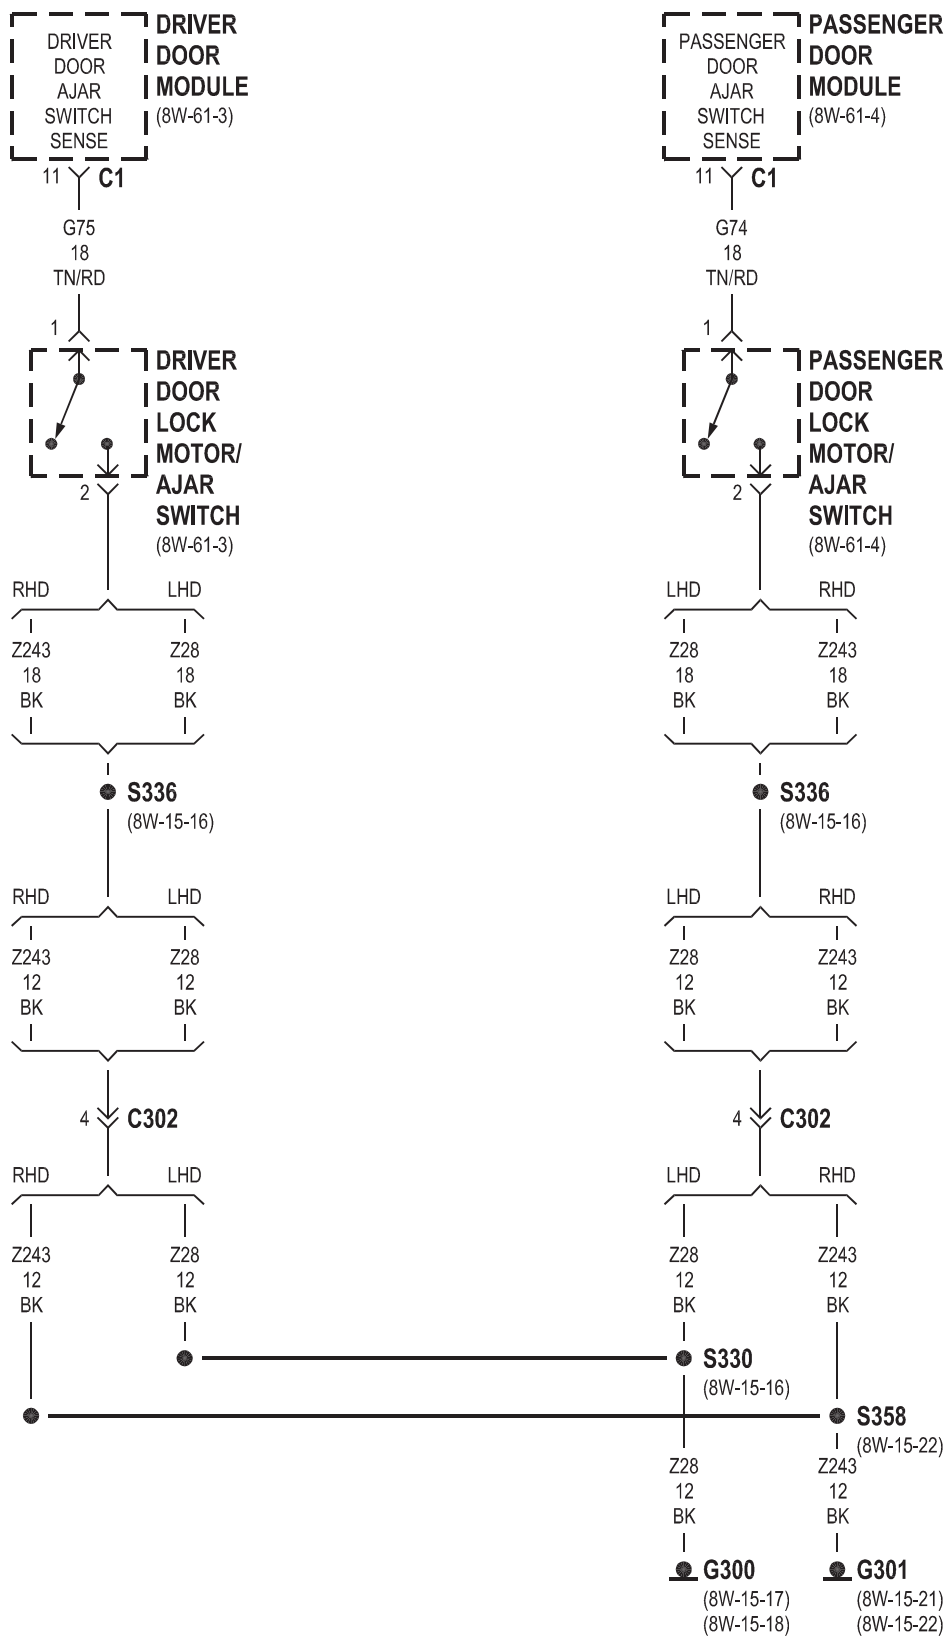 DRIVER
DOOR
AJAR
SWITCH
SENSE
DRIVER
DOOR
MODULE
(8W-61-3)
PASSENGER
DOOR
AJAR
SWITCH
SENSE
PASSENGER
DOOR
MODULE
(8W-61-4)
11 C1
11 C1
G75
18
TN/RD
G74
18
TN/RD
1
DRIVER
DOOR
LOCK
MOTOR/
AJAR
SWITCH
(8W-61-3)
2
1
PASSENGER
DOOR
LOCK
MOTOR/
AJAR
SWITCH
(8W-61-4)
2
RHD LHD
LHD RHD
Z243
18
BK
Z28
18
BK
Z28
18
BK
Z243
18
BK
S336
(8W-15-16)
S336
(8W-15-16)
RHD LHD
LHD RHD
Z243
12
BK
Z28
12
BK
Z28
12
BK
Z243
12
BK
4 C302
4 C302
RHD LHD
LHD RHD
Z243
12
BK
Z28
12
BK
Z28
12
BK
Z243
12
BK
S330
(8W-15-16)
S358
(8W-15-22)
Z28
12
BK
Z243
12
BK
G300
(8W-15-17)
(8W-15-18)
G301
(8W-15-21)
(8W-15-22)